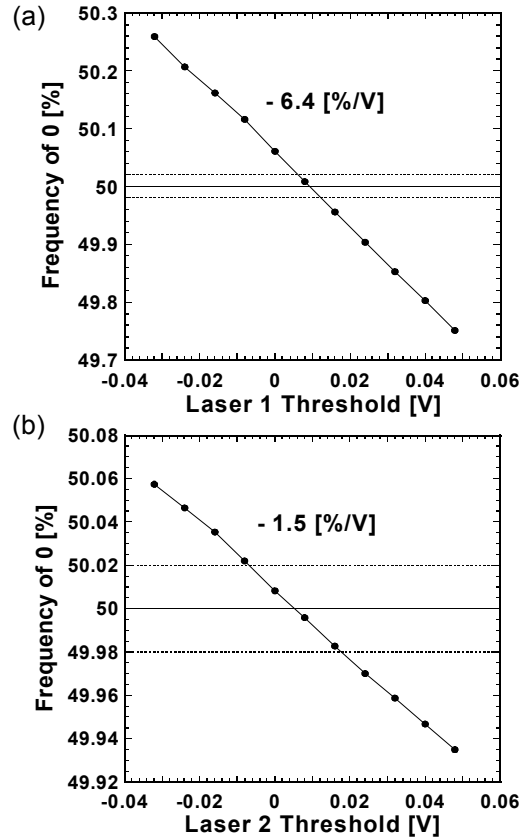 (a)
50.3
50.2
50.1
50
49.9
49.8
49.7
Frequency of 0 [%]
- 6.4 [%/V]
-0.04 -0.02 0 0.02 0.04 0.06
Laser 1 Threshold [V]
(b)
50.08
50.06
50.04
50.02
50
49.98
49.96
49.94
49.92
Frequency of 0 [%]
- 1.5 [%/V]
-0.04 -0.02 0 0.02 0.04 0.06
Laser 2 Threshold [V]